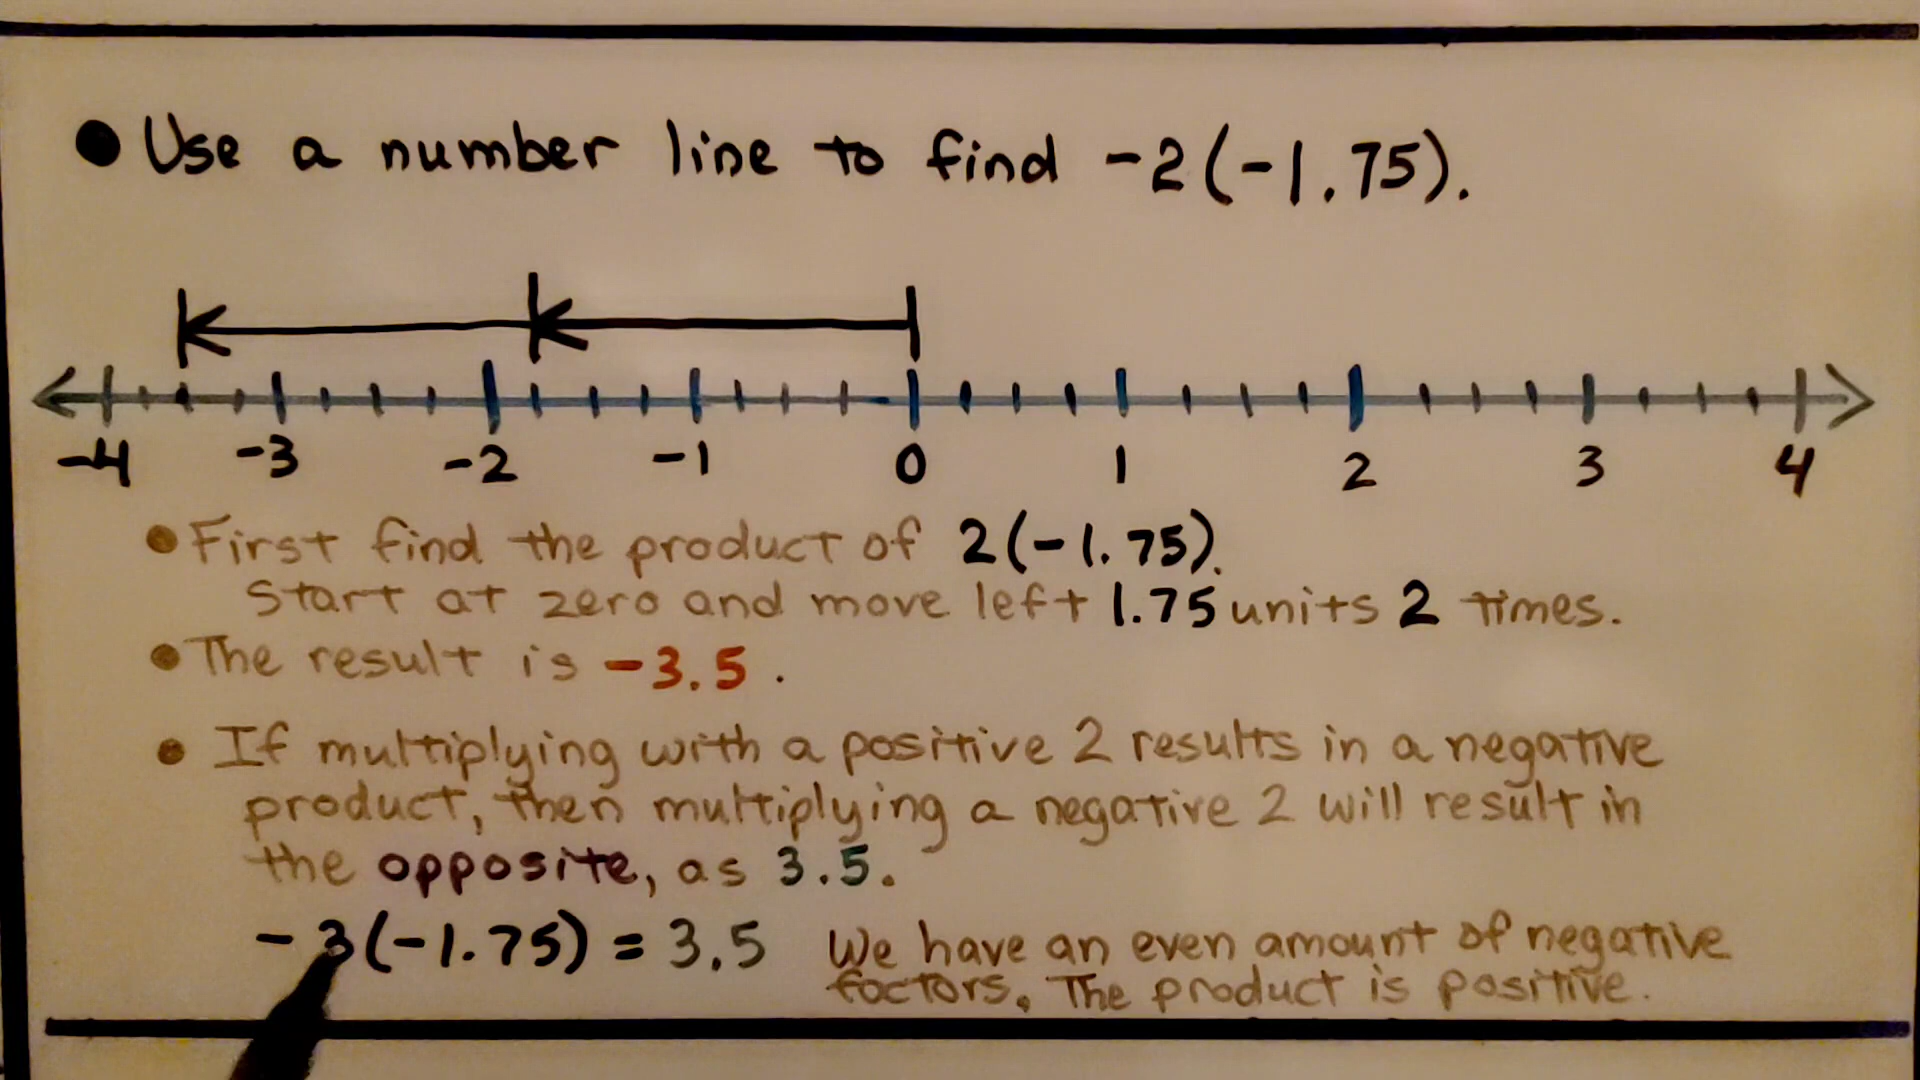 ● Use a number line to find -2(-1.75).
-4 -3 -2 -1 0 1 2 3 4
● First find the product of 2(-1.75).
Start at zero and move left 1.75 units 2 times.
● The result is -3.5.
● If multiplying with a positive 2 results in a negative
product, then multiplying a negative 2 will result in
the opposite, as 3.5.
-3(-1.75) = 3.5 We have an even amount of negative
factors. The product is positive.